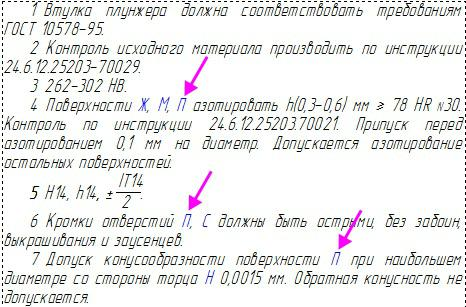 1 Втулка плунжера должна соответствовать требованиям
ГОСТ 10578-95.
2 Контроль исходного материала производить по инструкции
24.6.12.25203-70029.
3 262-302 НВ.
4 Поверхности Ж, М, П азотировать h(0,3-0,6) мм ≥ 78 HR N30.
Контроль по инструкции 24.6.12.25203.70021. Припуск перед
азотированием 0,1 мм на диаметр. Допускается азотирование
остальных поверхностей.
5 H14, h14, ± IT14/2.
6 Кромки отверстий П, С должны быть острыми, без забоин,
выкрашивания и заусенцев.
7 Допуск конусообразности поверхности П при наибольшем
диаметре со стороны торца Н 0,0015 мм. Обратная конусность не
допускается.